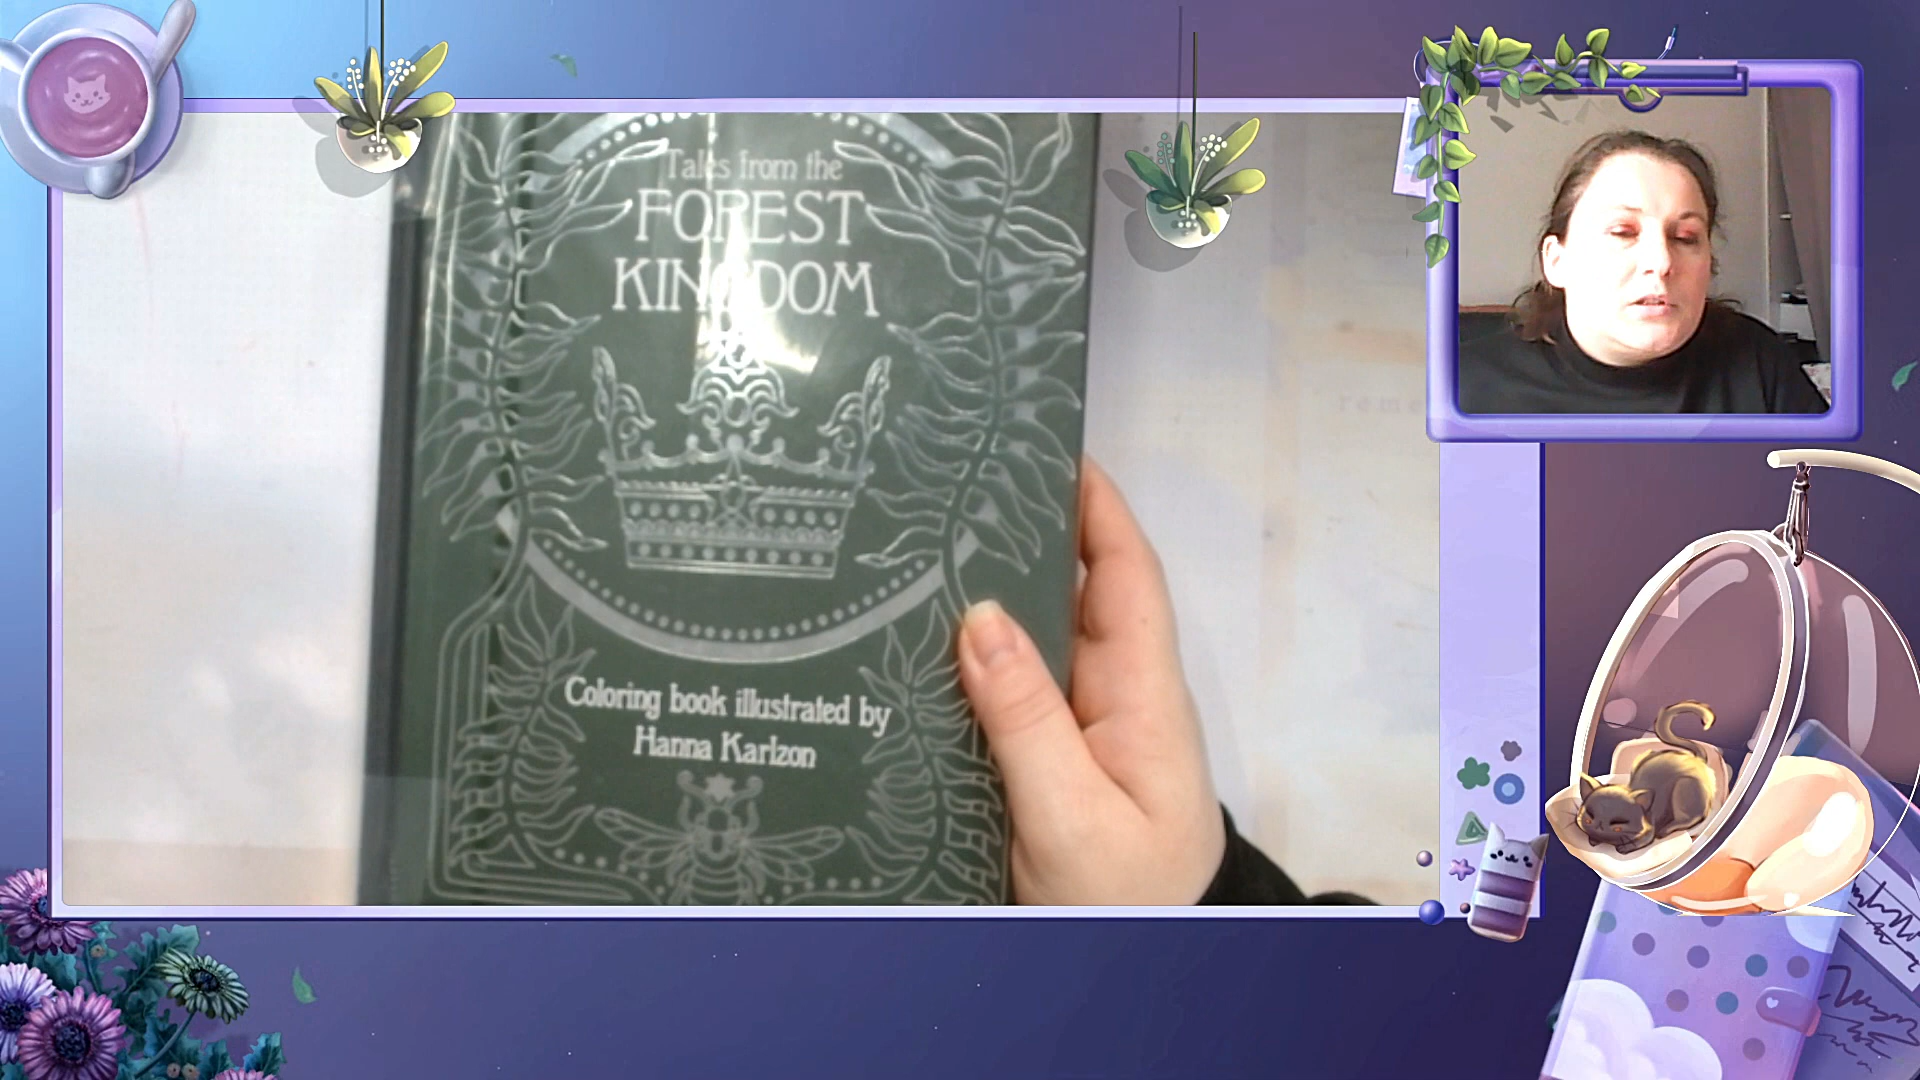 Tales from the
FOREST
KINGDOM
Coloring book illustrated by
Hanna Karlzon